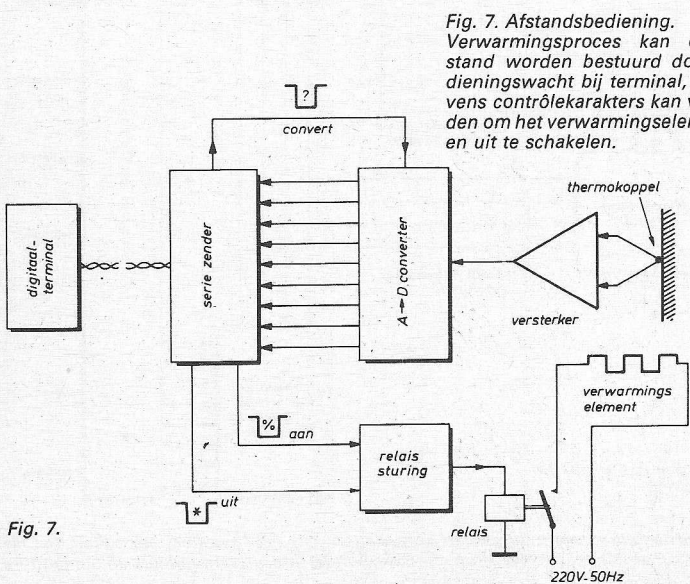 Fig. 7. Afstandsbediening.
Verwarmingsproces kan
stand worden bestuurd
dieningswacht bij terminal,
vens contrôlekarakters kan
den om het
en uit te schakelen.
?
convert
thermokoppel
digitaal-
terminal
serie zender
A→D converter
versterker
verwarmings
element
%
aan
relais
sturing
*
uit
relais
Fig. 7.
220V-50Hz